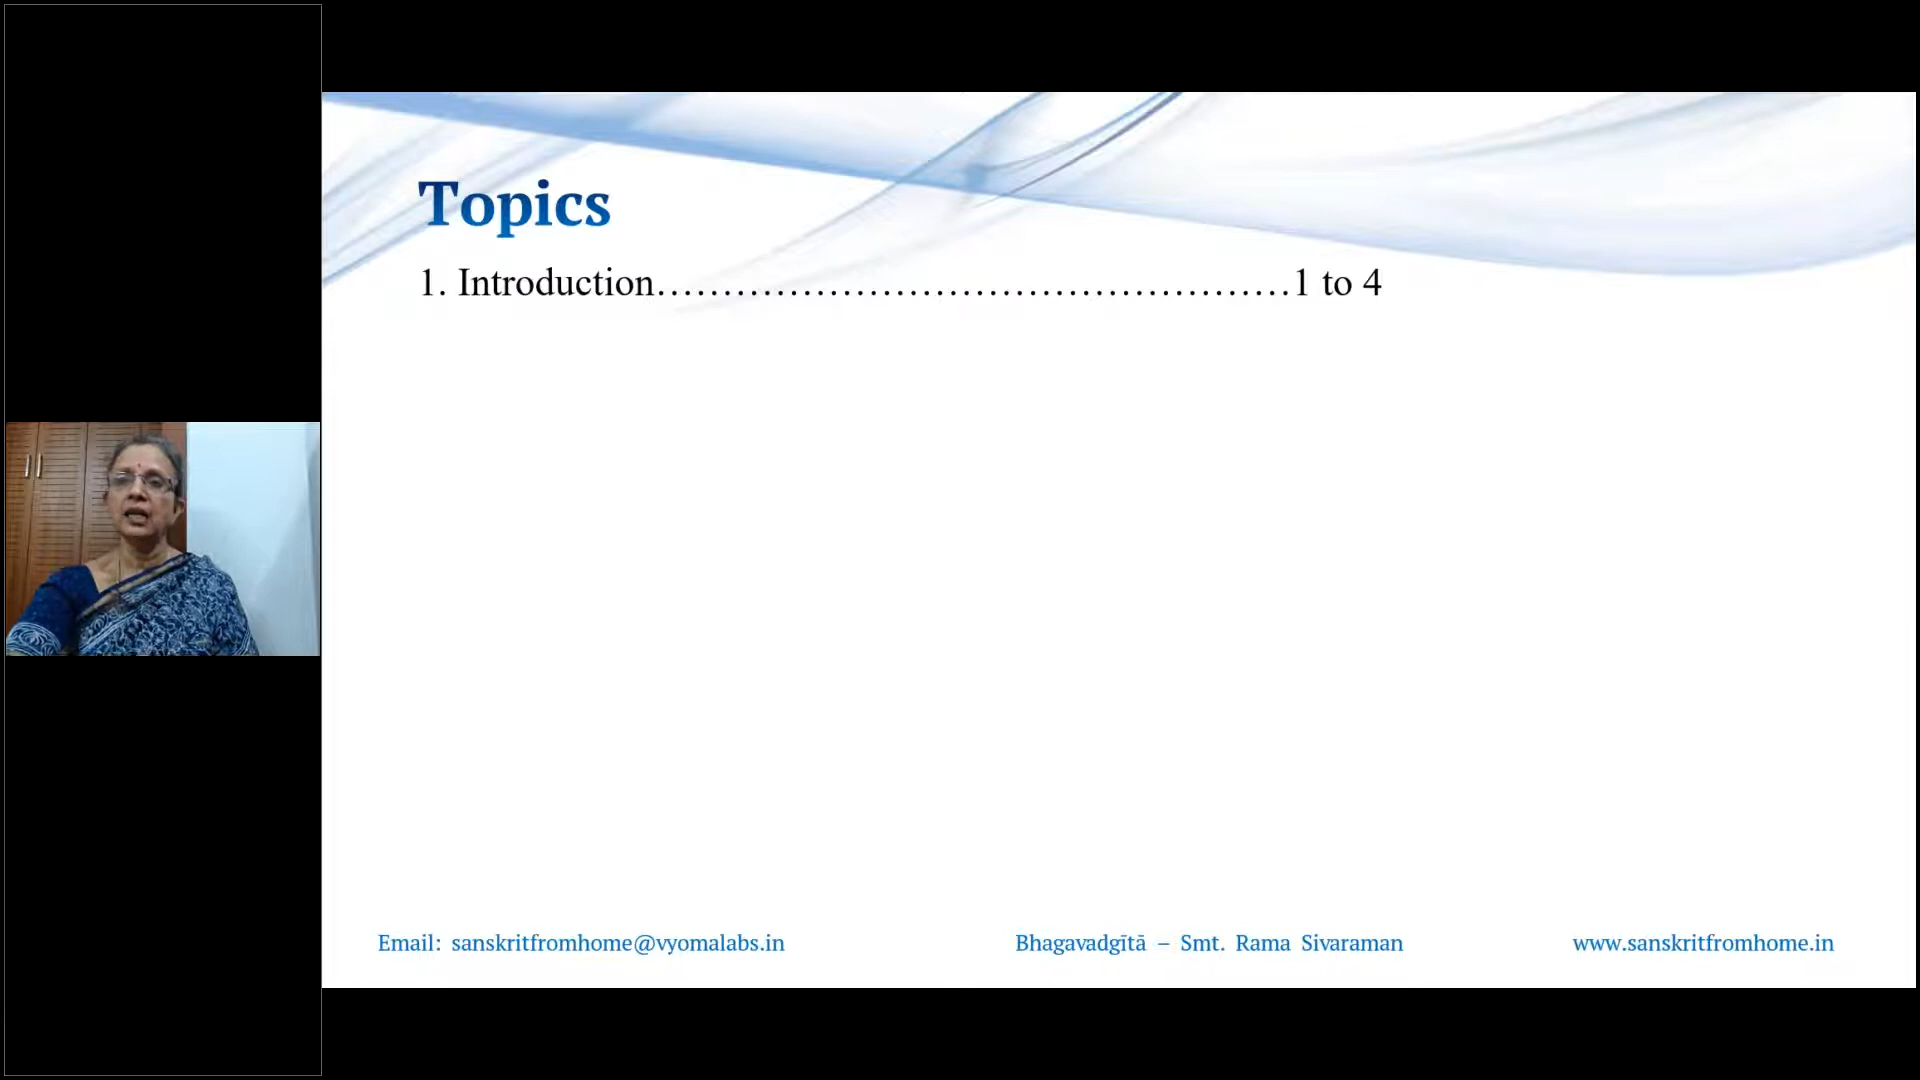 Topics
1. Introduction................................................1 to 4
Email: sanskritfromhome@vyomalabs.in
Bhagavadgītā – Smt. Rama Sivaraman
www.sanskritfromhome.in